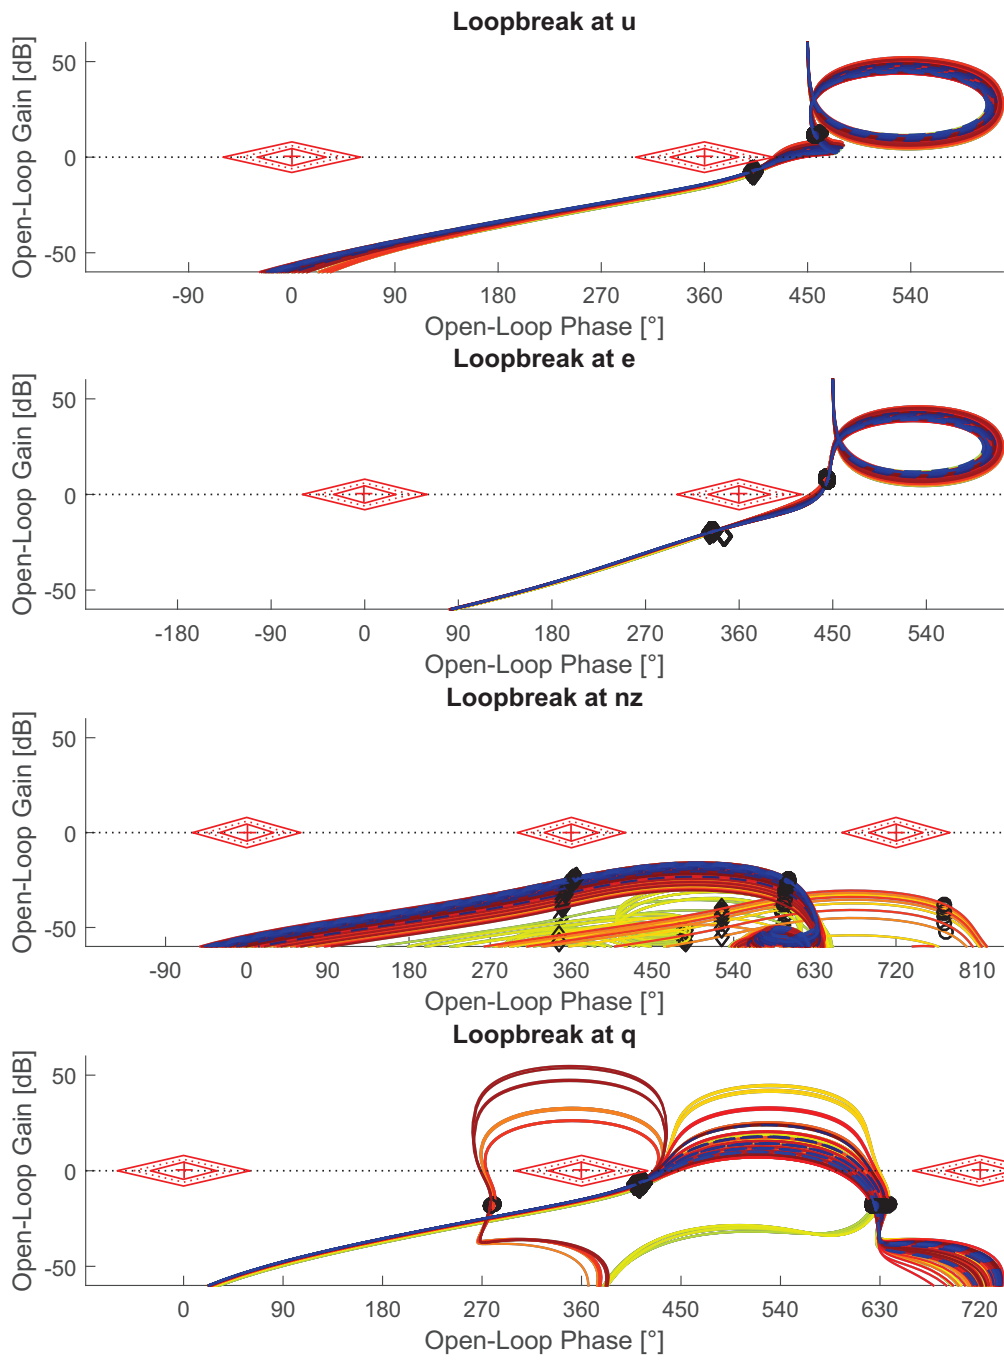 Loopbreak at u
Open-Loop Gain [dB]
50
0
-50
-90 0 90 180 270 360 450 540
Open-Loop Phase [°]
Loopbreak at e
Open-Loop Gain [dB]
50
0
-50
-180 -90 0 90 180 270 360 450 540
Open-Loop Phase [°]
Loopbreak at nz
Open-Loop Gain [dB]
50
0
-50
-90 0 90 180 270 360 450 540 630 720 810
Open-Loop Phase [°]
Loopbreak at q
Open-Loop Gain [dB]
50
0
-50
0 90 180 270 360 450 540 630 720
Open-Loop Phase [°]